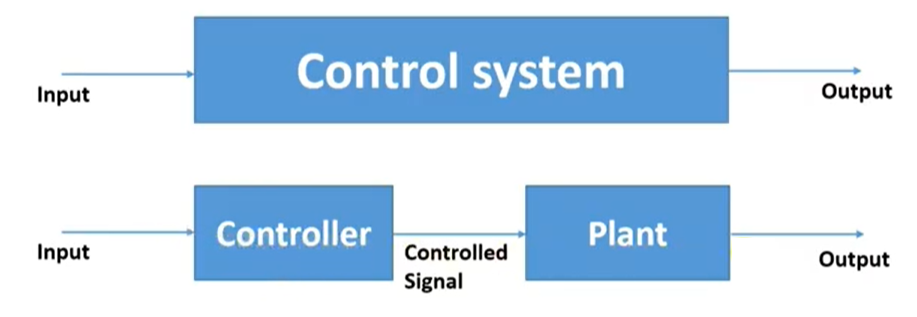 Control system
Input
Output
Controller
Plant
Input
Controlled
Signal
Output